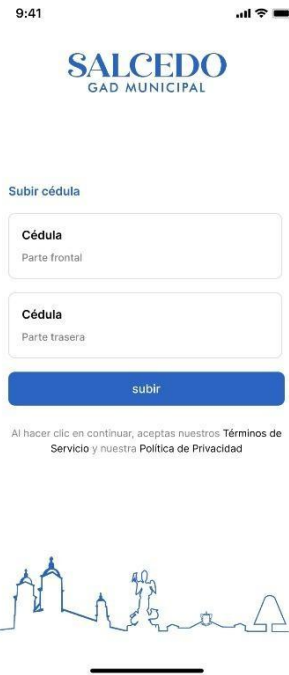 9:41
SALCEDO
GAD MUNICIPAL
Subir cédula
Cédula
Parte frontal
Cédula
Parte trasera
subir
Al hacer clic en continuar, aceptas nuestros Términos de
Servicio y nuestra Política de Privacidad